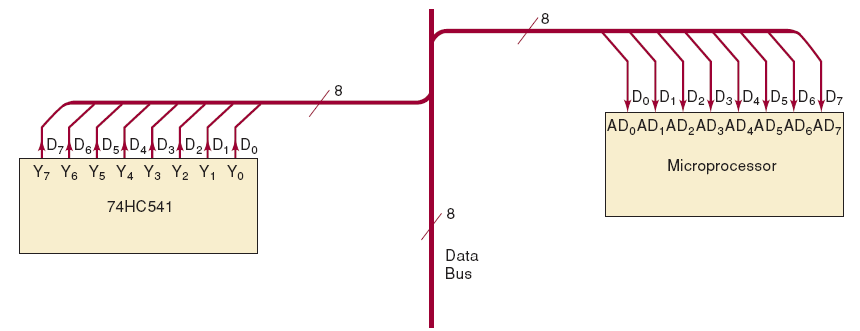 8
8
D₀ D₁ D₂ D₃ D₄ D₅ D₆ D₇
AD₀ AD₁ AD₂ AD₃ AD₄ AD₅ AD₆ AD₇
Microprocessor
D₇ D₆ D₅ D₄ D₃ D₂ D₁ D₀
Y₇ Y₆ Y₅ Y₄ Y₃ Y₂ Y₁ Y₀
74HC541
8
Data
Bus